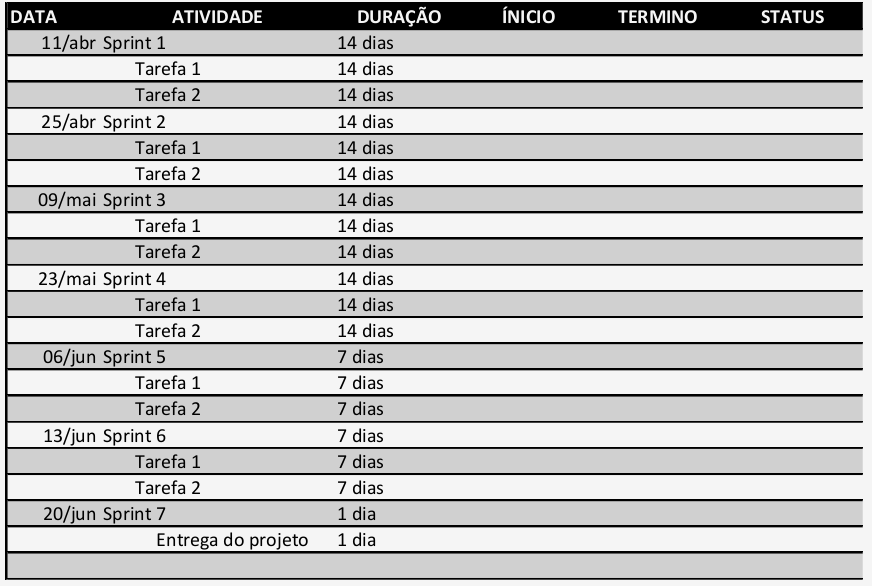 DATA ATIVIDADE DURAÇÃO ÍNICIO TERMINO STATUS
11/abr Sprint 1 14 dias
Tarefa 1 14 dias
Tarefa 2 14 dias
25/abr Sprint 2 14 dias
Tarefa 1 14 dias
Tarefa 2 14 dias
09/mai Sprint 3 14 dias
Tarefa 1 14 dias
Tarefa 2 14 dias
23/mai Sprint 4 14 dias
Tarefa 1 14 dias
Tarefa 2 14 dias
06/jun Sprint 5 7 dias
Tarefa 1 7 dias
Tarefa 2 7 dias
13/jun Sprint 6 7 dias
Tarefa 1 7 dias
Tarefa 2 7 dias
20/jun Sprint 7 1 dia
Entrega do projeto 1 dia